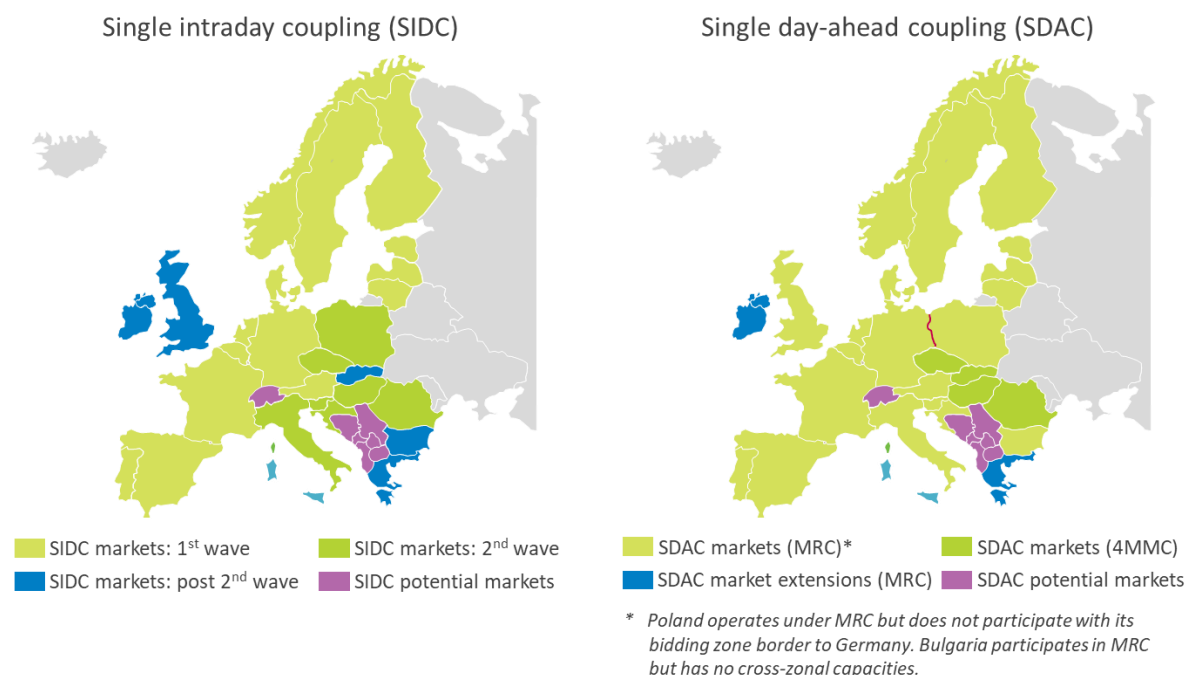 Single intraday coupling (SIDC)
Single day-ahead coupling (SDAC)
SIDC markets: 1st wave
SIDC markets: 2nd wave
SIDC markets: post 2nd wave
SIDC potential markets
SDAC markets (MRC)*
SDAC markets (4MMC)
SDAC market extensions (MRC)
SDAC potential markets
* Poland operates under MRC but does not participate with its
bidding zone border to Germany. Bulgaria participates in MRC
but has no cross-zonal capacities.